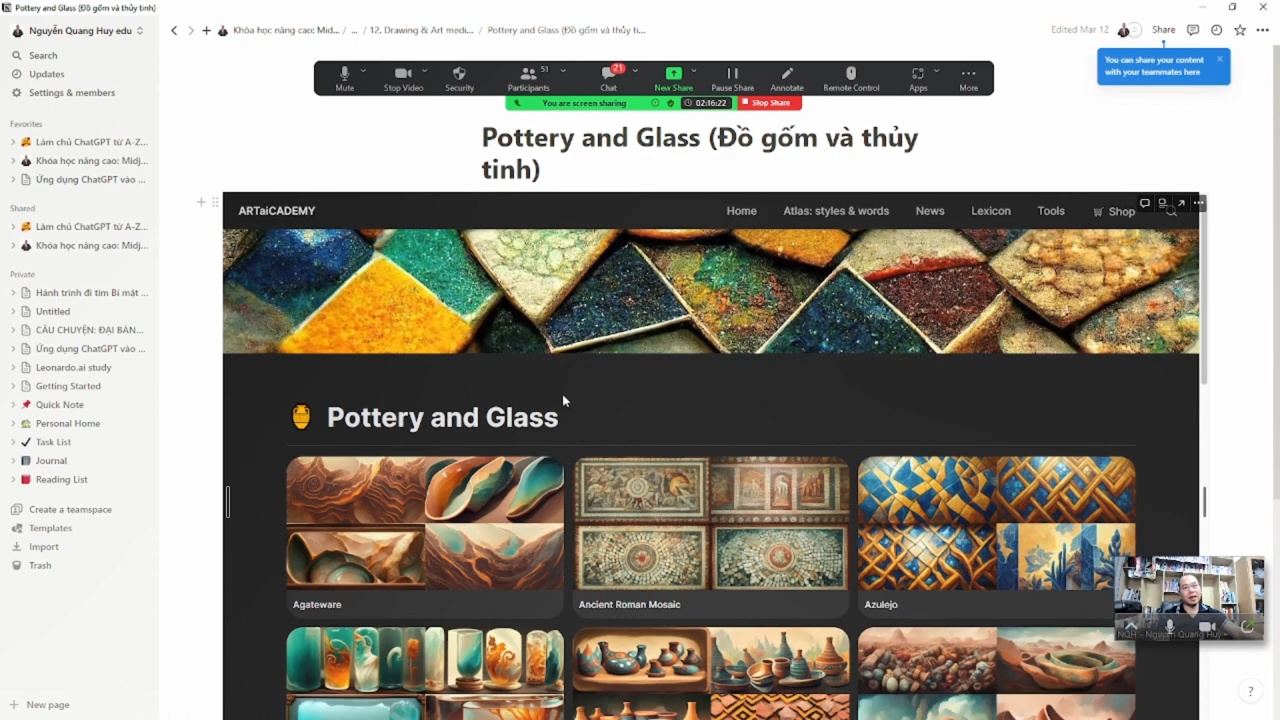 Pottery and Glass (Đồ gốm và thủy tinh)
Nguyễn Quang Huy edu
Search
Updates
Settings & members
Favorites
Làm chủ ChatGPT từ A-Z...
Khóa học nâng cao: Midj...
Ứng dụng ChatGPT vào ...
Shared
Làm chủ ChatGPT từ A-Z...
Khóa học nâng cao: Midj...
Private
Hành trình đi tìm Bí mật ...
Untitled
CÂU CHUYỆN: ĐẠI BÀN...
Ứng dụng ChatGPT vào ...
Leonardo.ai study
Getting Started
Quick Note
Personal Home
Task List
Journal
Reading List
Create a teamspace
Templates
Import
Trash
New page
Khóa học nâng cao: Mid... / ... / 12. Drawing & Art medi... / Pottery and Glass (Đồ gốm và thủy ti...
Edited Mar 12
Share
You can share your content
with your teammates here
Mute
Stop Video
Security
Participants
51
Chat
21
New Share
Pause Share
Annotate
Remote Control
Apps
More
You are screen sharing
02:16:22
Stop Share
Pottery and Glass (Đồ gốm và thủy
tinh)
ARTaiCADEMY
Home
Atlas: styles & words
News
Lexicon
Tools
Shop
Pottery and Glass
Agateware
Ancient Roman Mosaic
Azulejo
NQH - Nguyen Quang Huy -
?